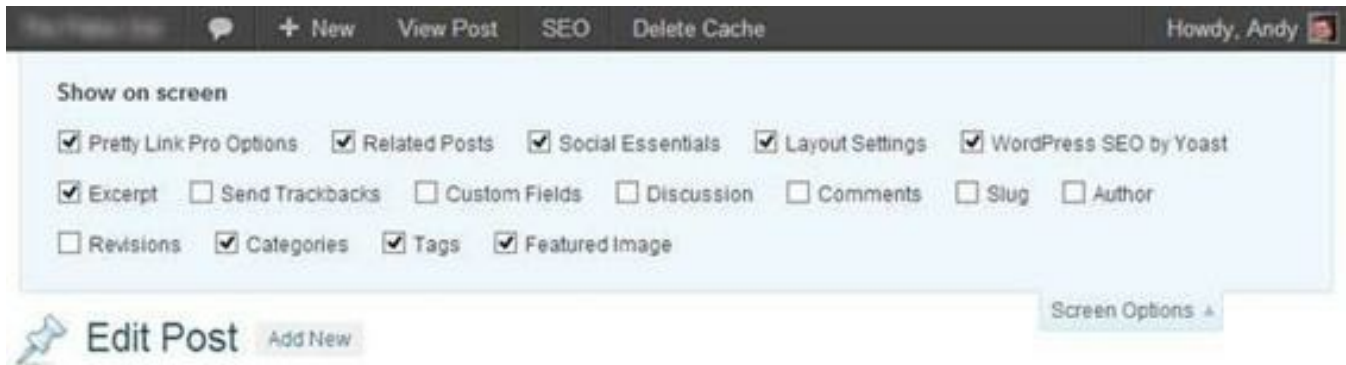 + New View Post SEO Delete Cache Howdy, Andy
Show on screen
Pretty Link Pro Options Related Posts Social Essentials Layout Settings WordPress SEO by Yoast
Excerpt Send Trackbacks Custom Fields Discussion Comments Slug Author
Revisions Categories Tags Featured Image
Screen Options
Edit Post Add New